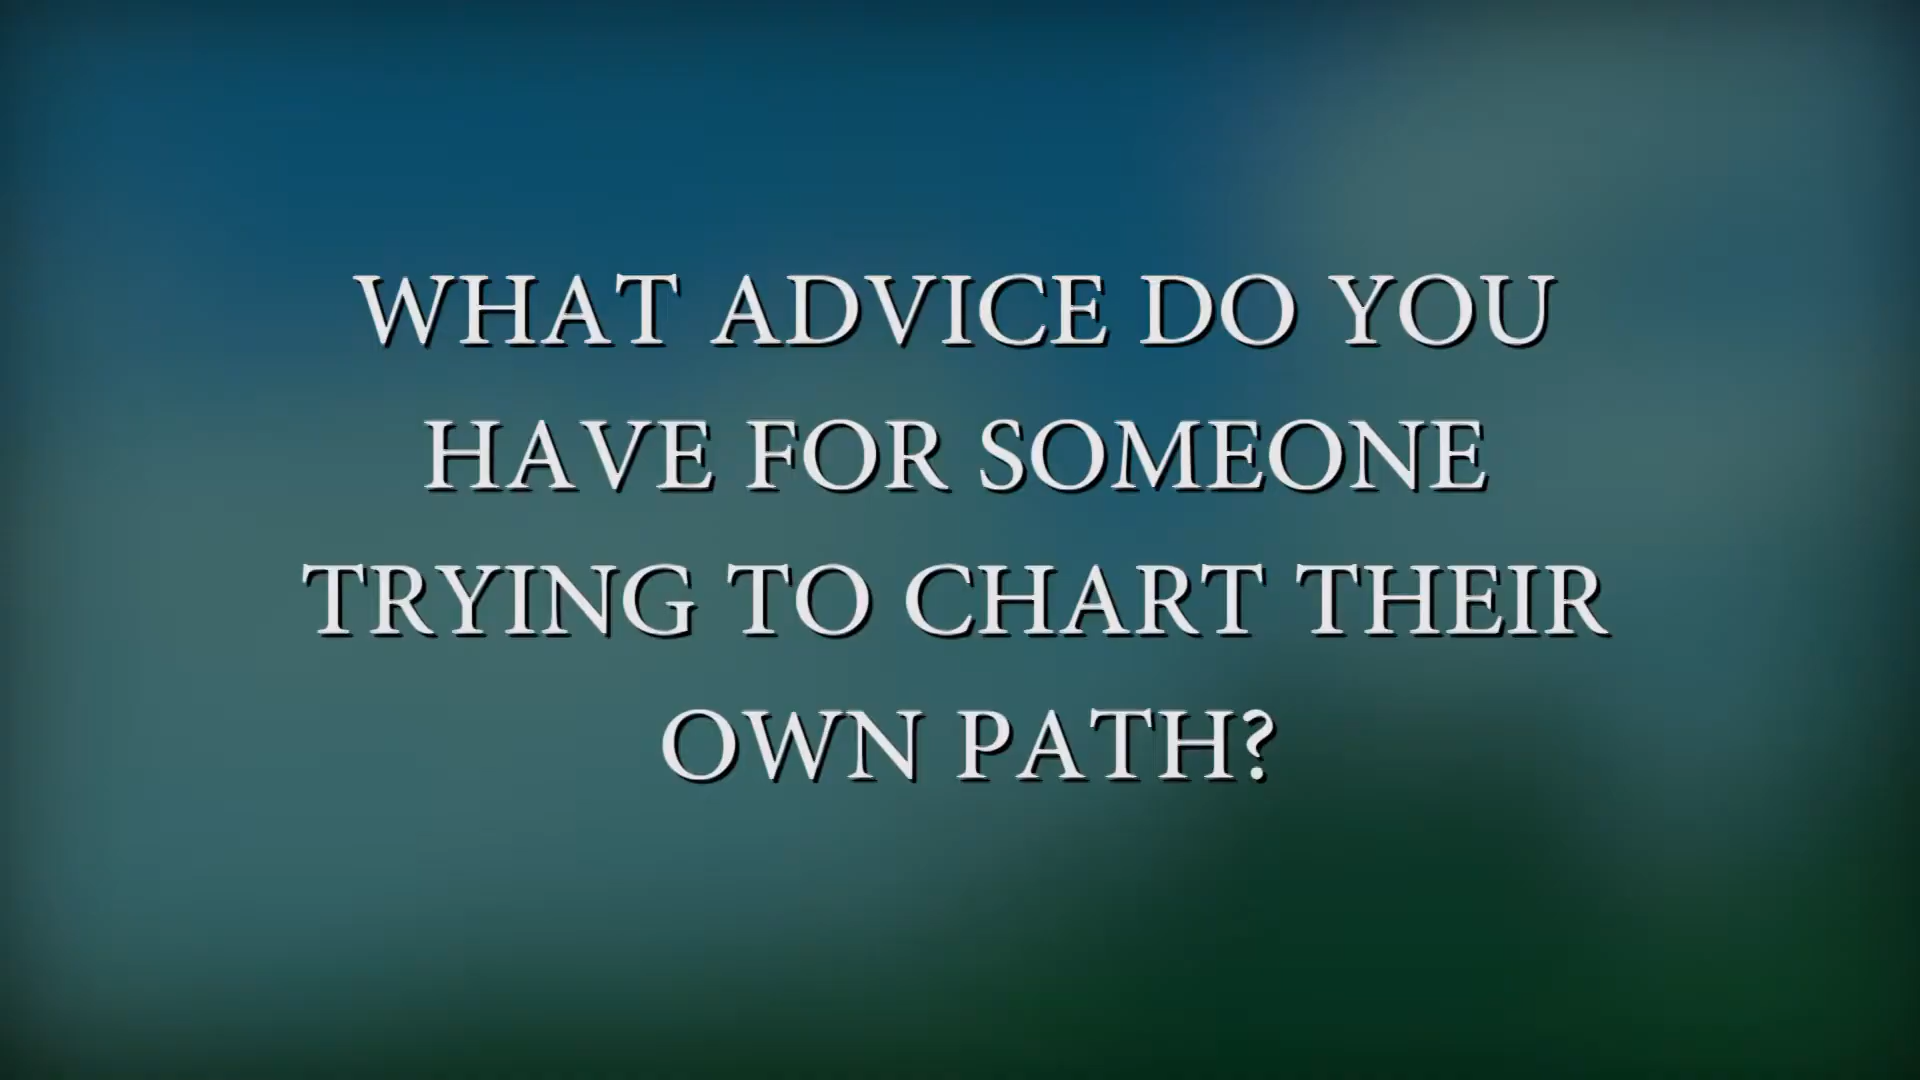 WHAT ADVICE DO YOU
HAVE FOR SOMEONE
TRYING TO CHART THEIR
OWN PATH?